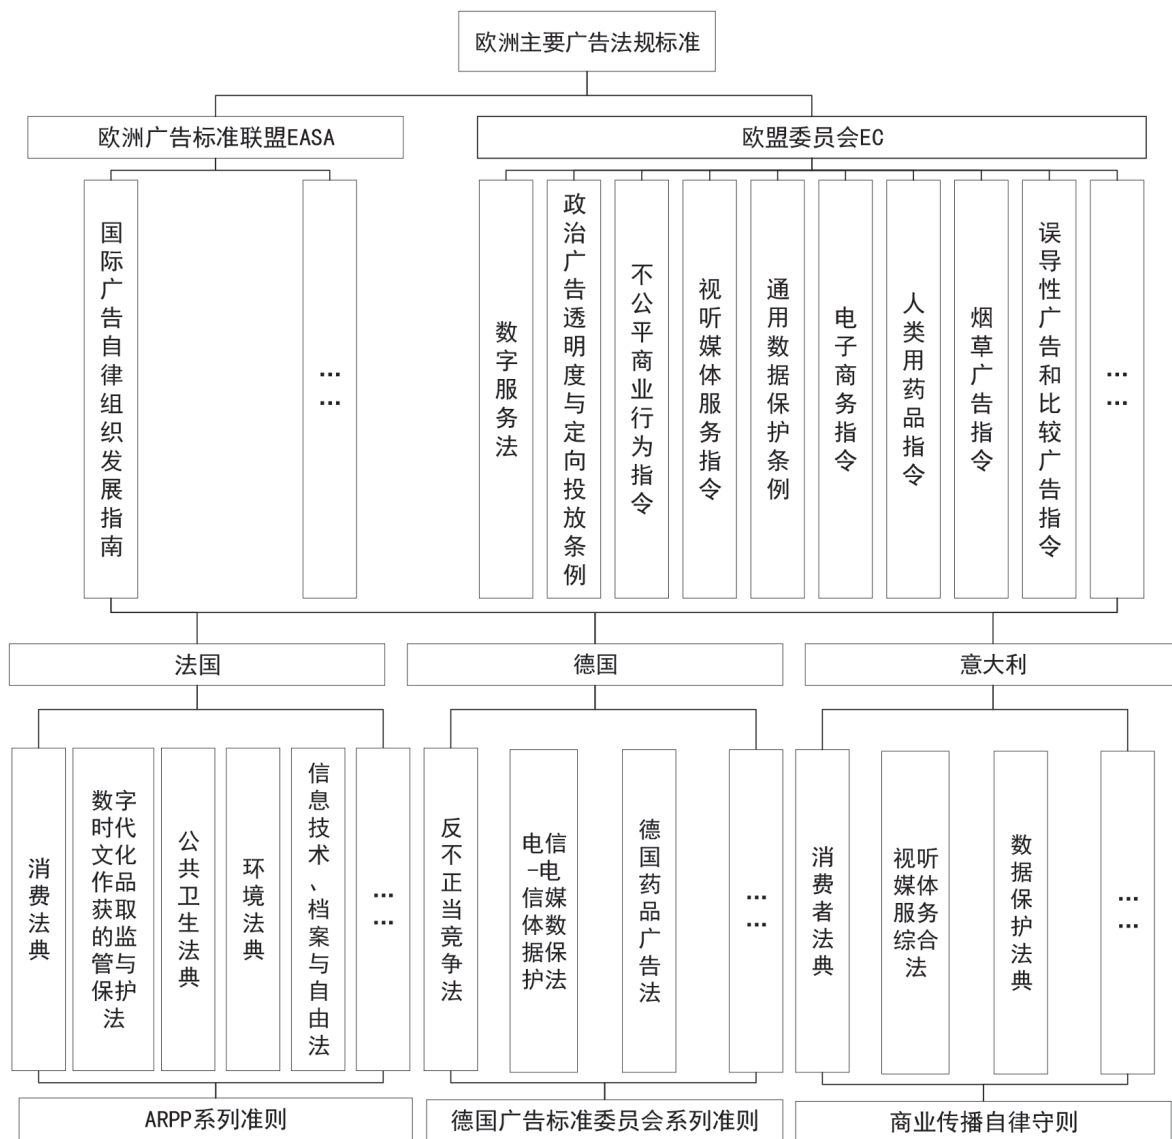 欧洲主要广告法规标准
欧洲广告标准联盟EASA
欧盟委员会EC
国际广告自律组织发展指南
……
数字服务法
政治广告透明度与定向投放条例
不公平商业行为指令
视听媒体服务指令
通用数据保护条例
电子商务指令
人类用药品指令
烟草广告指令
误导性广告和比较广告指令
……
法国
德国
意大利
消费法典
数字时代文化作品获取的监管与保护法
公共卫生法典
环境法典
信息技术、档案与自由法
……
反不正当竞争法
电信-电信媒体数据保护法
德国药品广告法
……
消费者法典
视听媒体服务综合法
数据保护法典
……
ARPP系列准则
德国广告标准委员会系列准则
商业传播自律守则